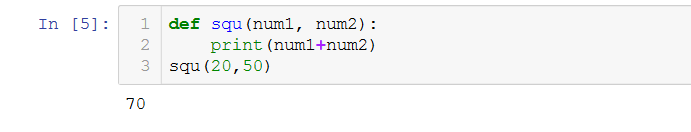 In [5]: 1 def squ(num1, num2):
2     print(num1+num2)
3 squ(20,50)
70